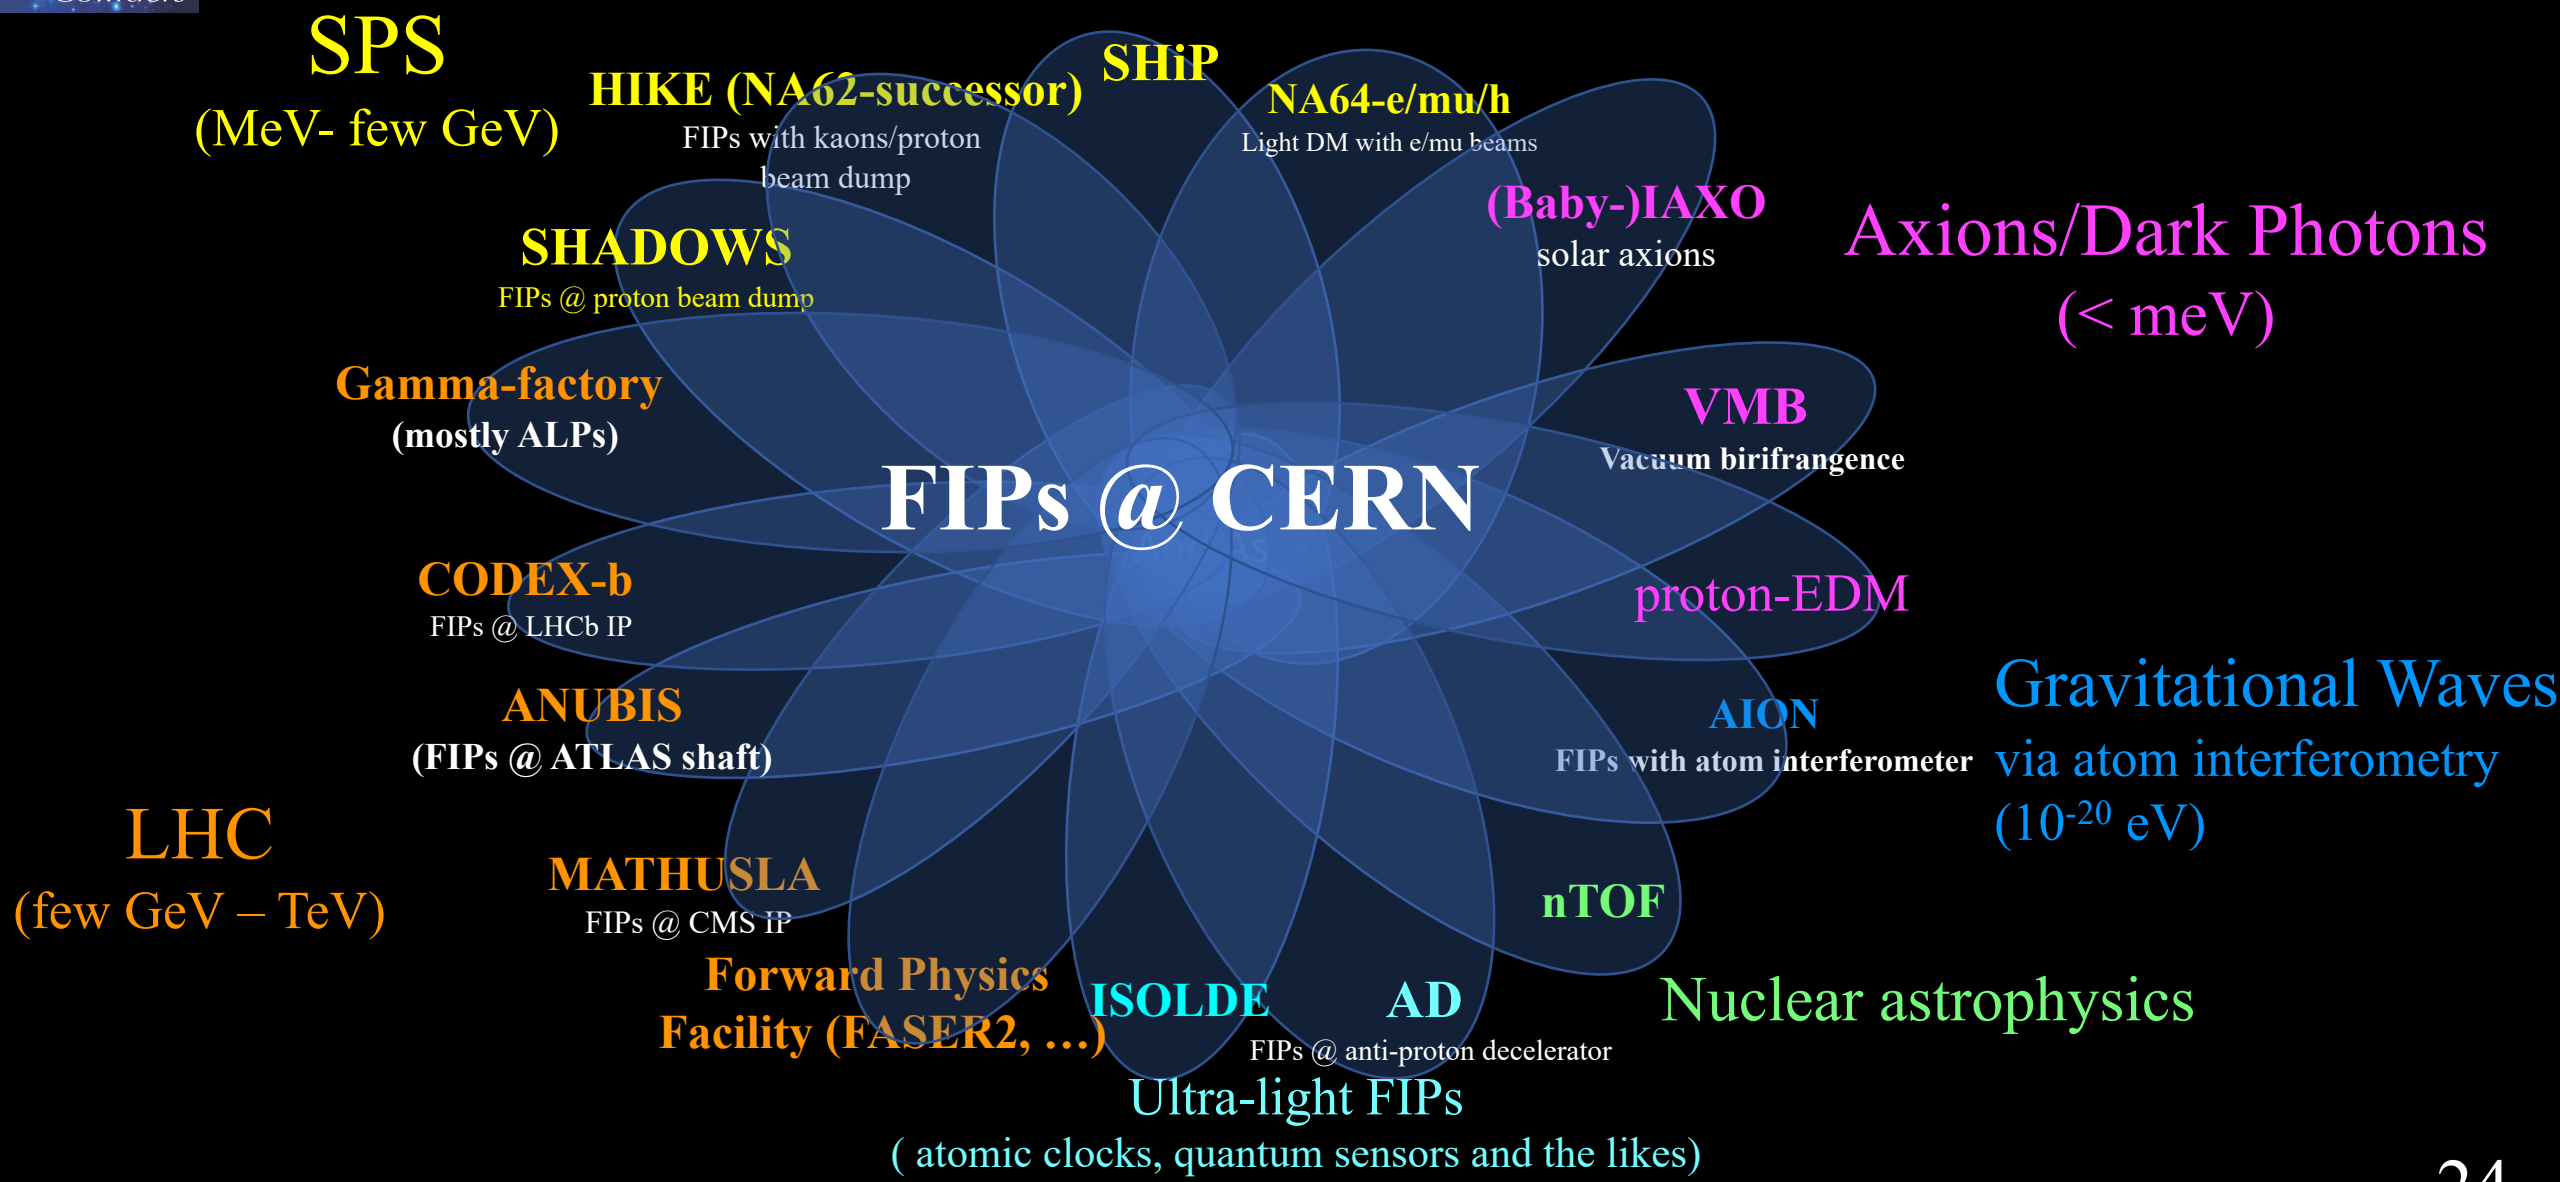 SPS
(MeV- few GeV)
HIKE (NA62-successor)
FIPs with kaons/proton
beam dump
SHiP
NA64-e/mu/h
Light DM with e/mu beams
(Baby-)IAXO
solar axions
Axions/Dark Photons
(< meV)
SHADOWS
FIPs @ proton beam dump
Gamma-factory
(mostly ALPs)
VMB
Vacuum birifrangence
FIPs @ CERN
CODEX-b
FIPs @ LHCb IP
proton-EDM
ANUBIS
(FIPs @ ATLAS shaft)
AION
FIPs with atom interferometer
Gravitational Waves
via atom interferometry
(10⁻²⁰ eV)
LHC
(few GeV – TeV)
MATHUSLA
FIPs @ CMS IP
nTOF
Forward Physics
Facility (FASER2, …)
ISOLDE
AD
FIPs @ anti-proton decelerator
Nuclear astrophysics
Ultra-light FIPs
( atomic clocks, quantum sensors and the likes)
24